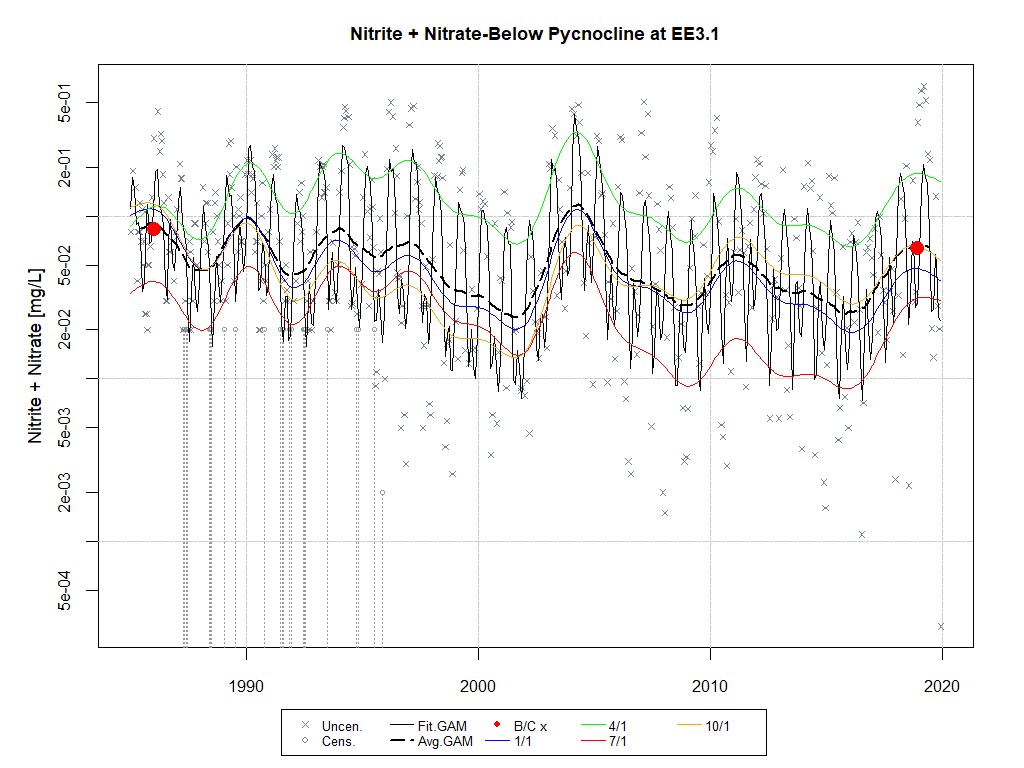 Nitrite + Nitrate-Below Pycnocline at EE3.1
Nitrite + Nitrate [mg/L]
5e-01
2e-01
5e-02
2e-02
5e-03
2e-03
5e-04
1990 2000 2010 2020
Uncen. Fit.GAM B/C x 4/1 10/1
Cens. Avg.GAM 1/1 7/1